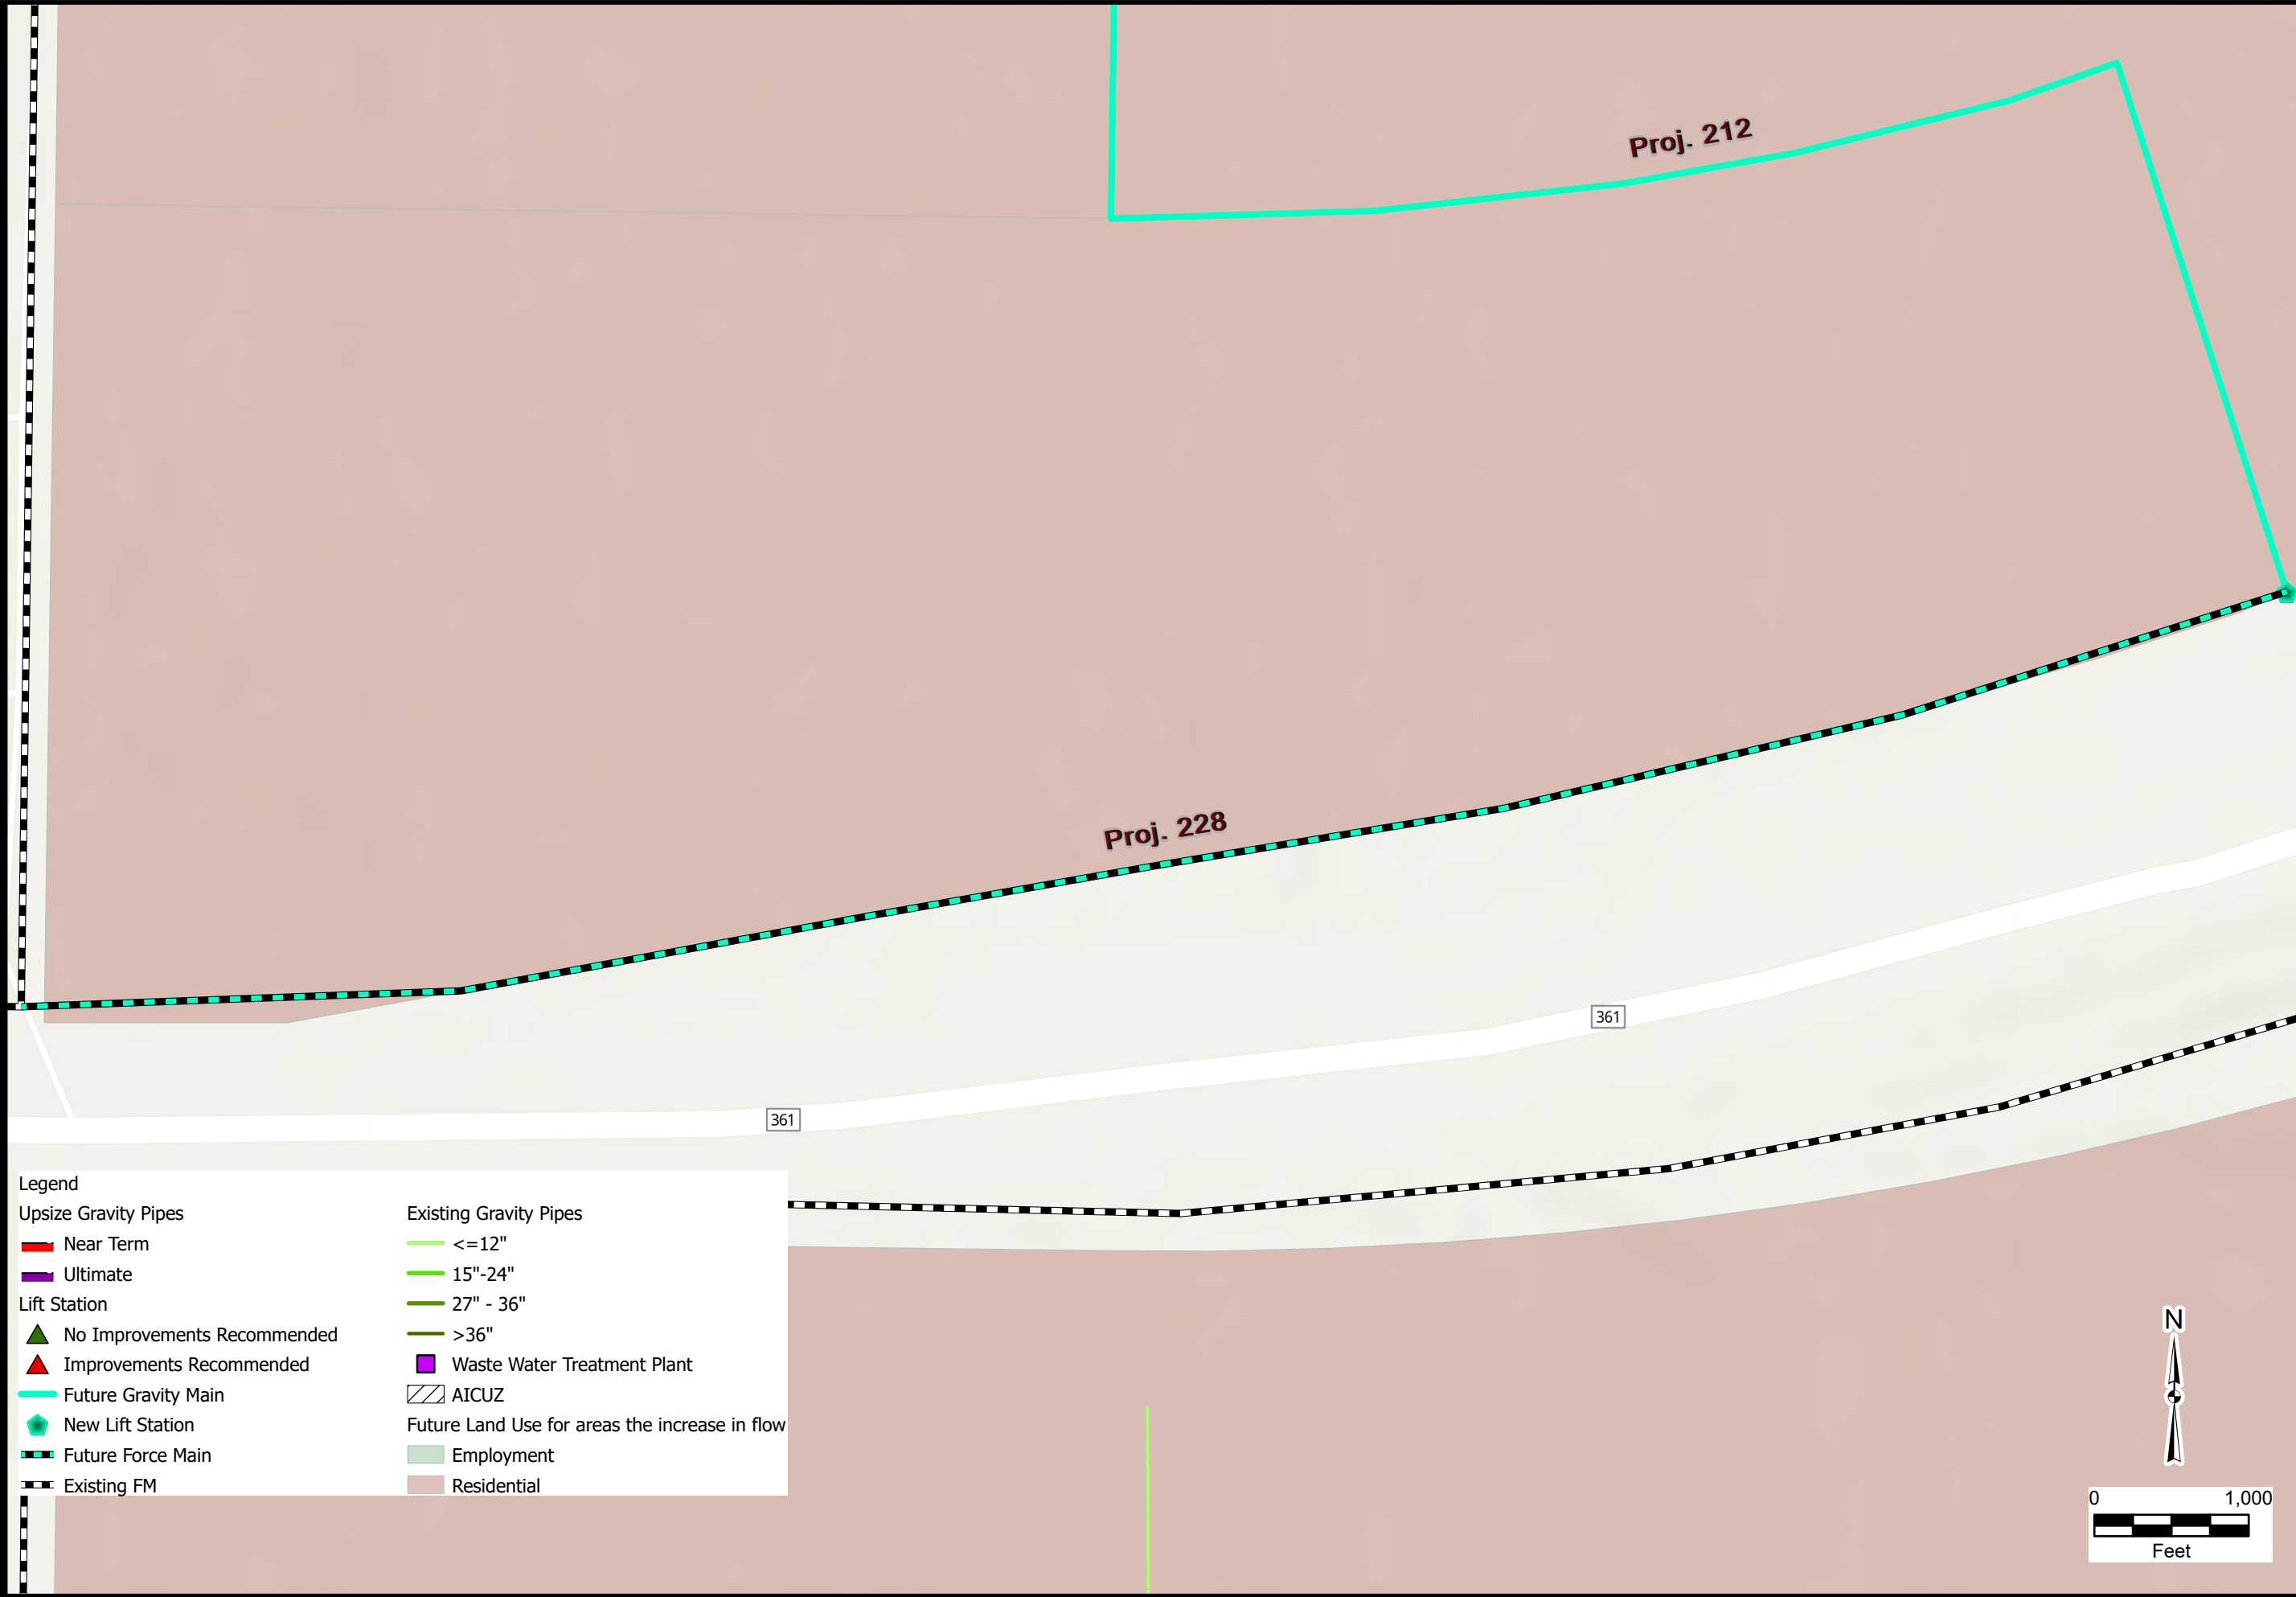 Proj. 212
Proj. 228
361
361
Legend
Upsize Gravity Pipes
Near Term
Ultimate
Lift Station
No Improvements Recommended
Improvements Recommended
Future Gravity Main
New Lift Station
Future Force Main
Existing FM
Existing Gravity Pipes
<=12"
15"-24"
27" - 36"
>36"
Waste Water Treatment Plant
AICUZ
Future Land Use for areas the increase in flow
Employment
Residential
N
0 1,000
Feet